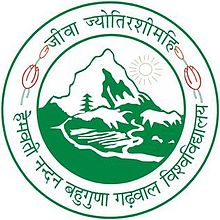 जीवा ज्योतिरशीमहि
हेमवती नन्दन बहुगुणा गढ़वाल विश्वविद्यालय